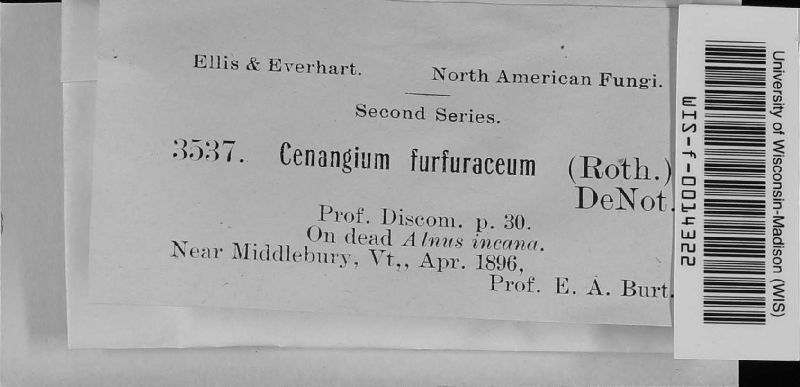 Ellis & Everhart. North American Fungi.
Second Series.
3537. Cenangium furfuraceum (Roth.)
DeNot.
Prof. Discom. p. 30.
On dead Alnus incana.
Near Middlebury, Vt,, Apr. 1896,
Prof. E. A. Burt.
University of Wisconsin-Madison (WIS)
WIS-f-0014322